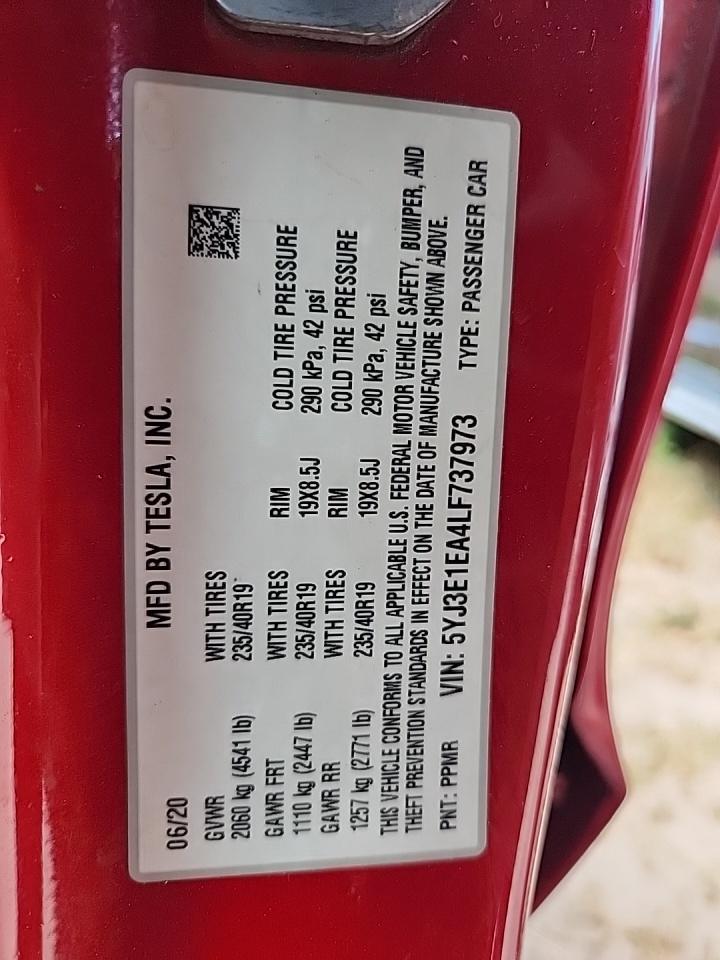 06/20 MFD BY TESLA, INC.
GVWR WITH TIRES
2060 kg (4541 lb) 235/40R19
GAWR FRT WITH TIRES RIM COLD TIRE PRESSURE
1110 kg (2447 lb) 235/40R19 19X8.5J 290 kPa, 42 psi
GAWR RR WITH TIRES RIM COLD TIRE PRESSURE
1257 kg (2771 lb) 235/40R19 19X8.5J 290 kPa, 42 psi
THIS VEHICLE CONFORMS TO ALL APPLICABLE U.S. FEDERAL MOTOR VEHICLE SAFETY, BUMPER, AND
THEFT PREVENTION STANDARDS IN EFFECT ON THE DATE OF MANUFACTURE SHOWN ABOVE.
PNT: PPMR VIN: 5YJ3E1EA4LF737973 TYPE: PASSENGER CAR